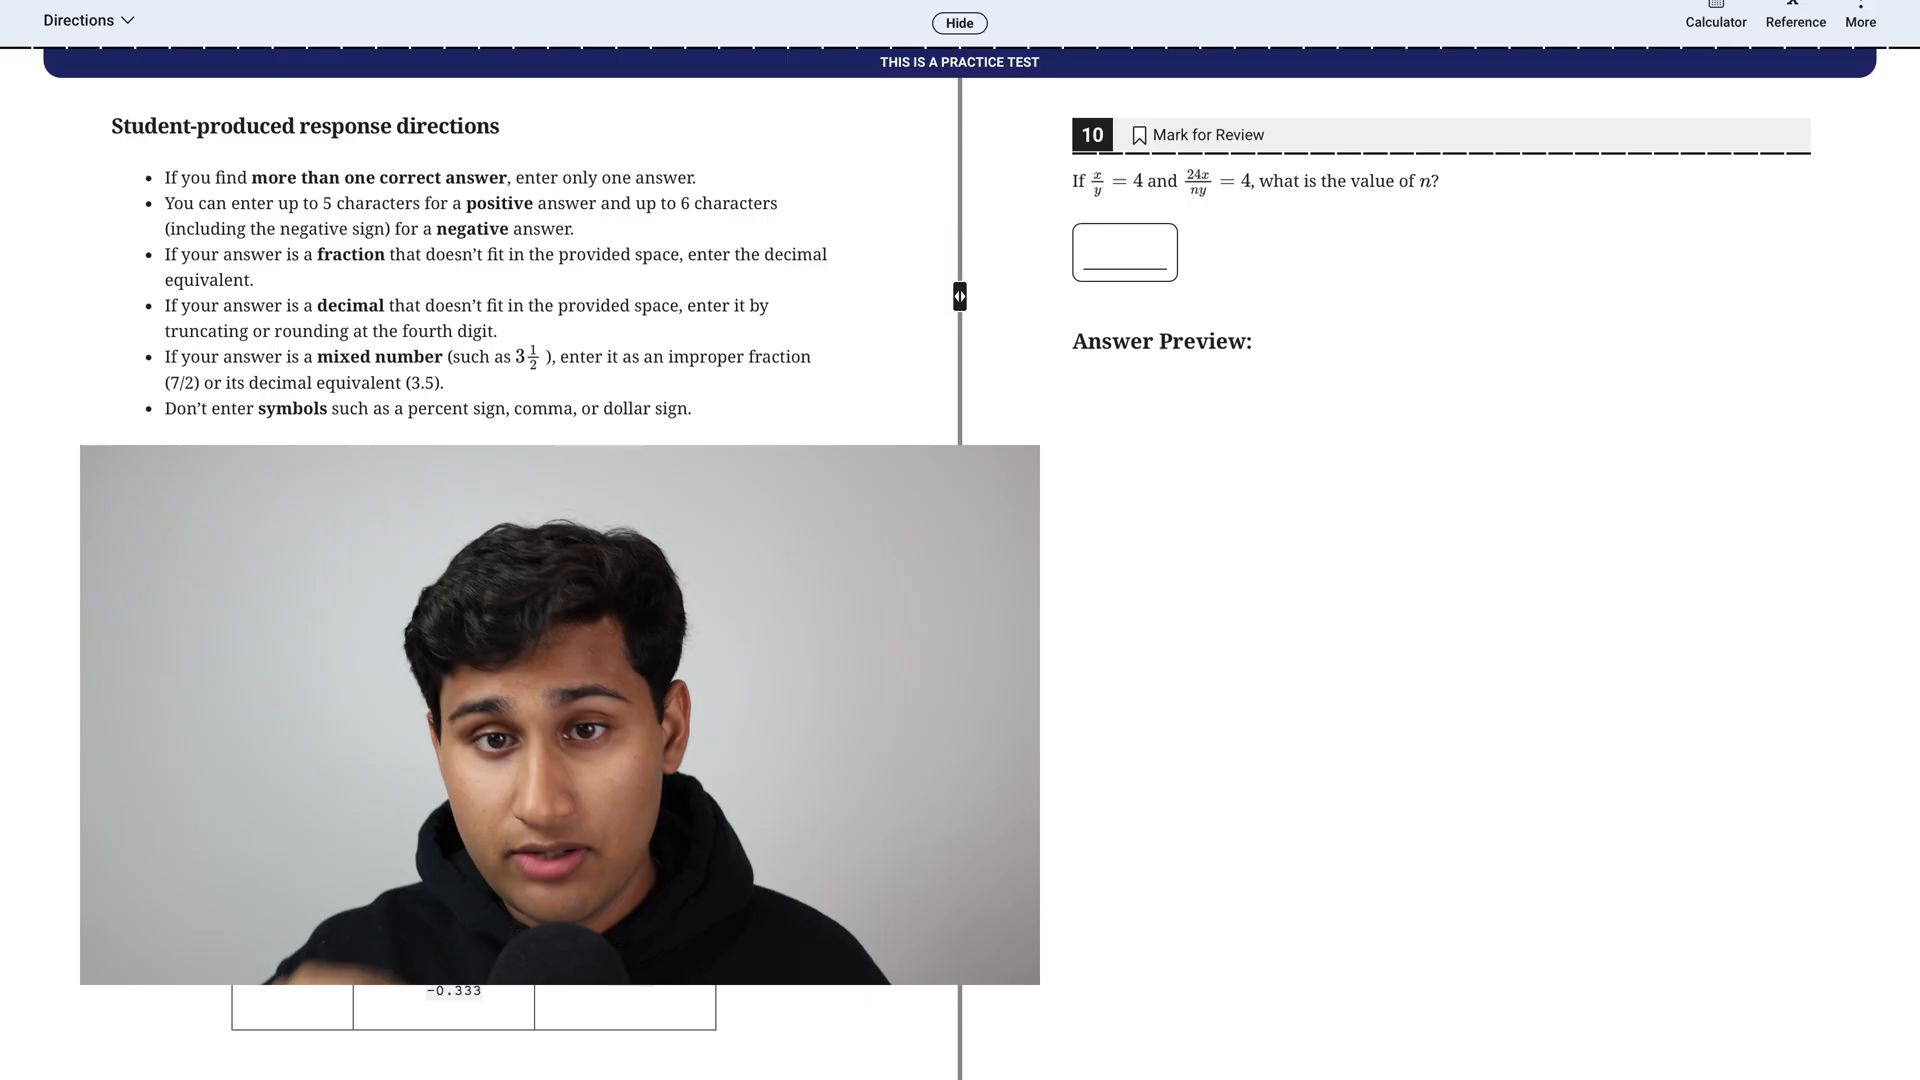 Directions
Hide
Calculator
Reference
More
THIS IS A PRACTICE TEST
Student-produced response directions
• If you find more than one correct answer, enter only one answer.
• You can enter up to 5 characters for a positive answer and up to 6 characters
(including the negative sign) for a negative answer.
• If your answer is a fraction that doesn’t fit in the provided space, enter the decimal
equivalent.
• If your answer is a decimal that doesn’t fit in the provided space, enter it by
truncating or rounding at the fourth digit.
• If your answer is a mixed number (such as 3 1/2 ), enter it as an improper fraction
(7/2) or its decimal equivalent (3.5).
• Don’t enter symbols such as a percent sign, comma, or dollar sign.
-0.333
10 Mark for Review
If x/y = 4 and 24x/ny = 4, what is the value of n?
Answer Preview: